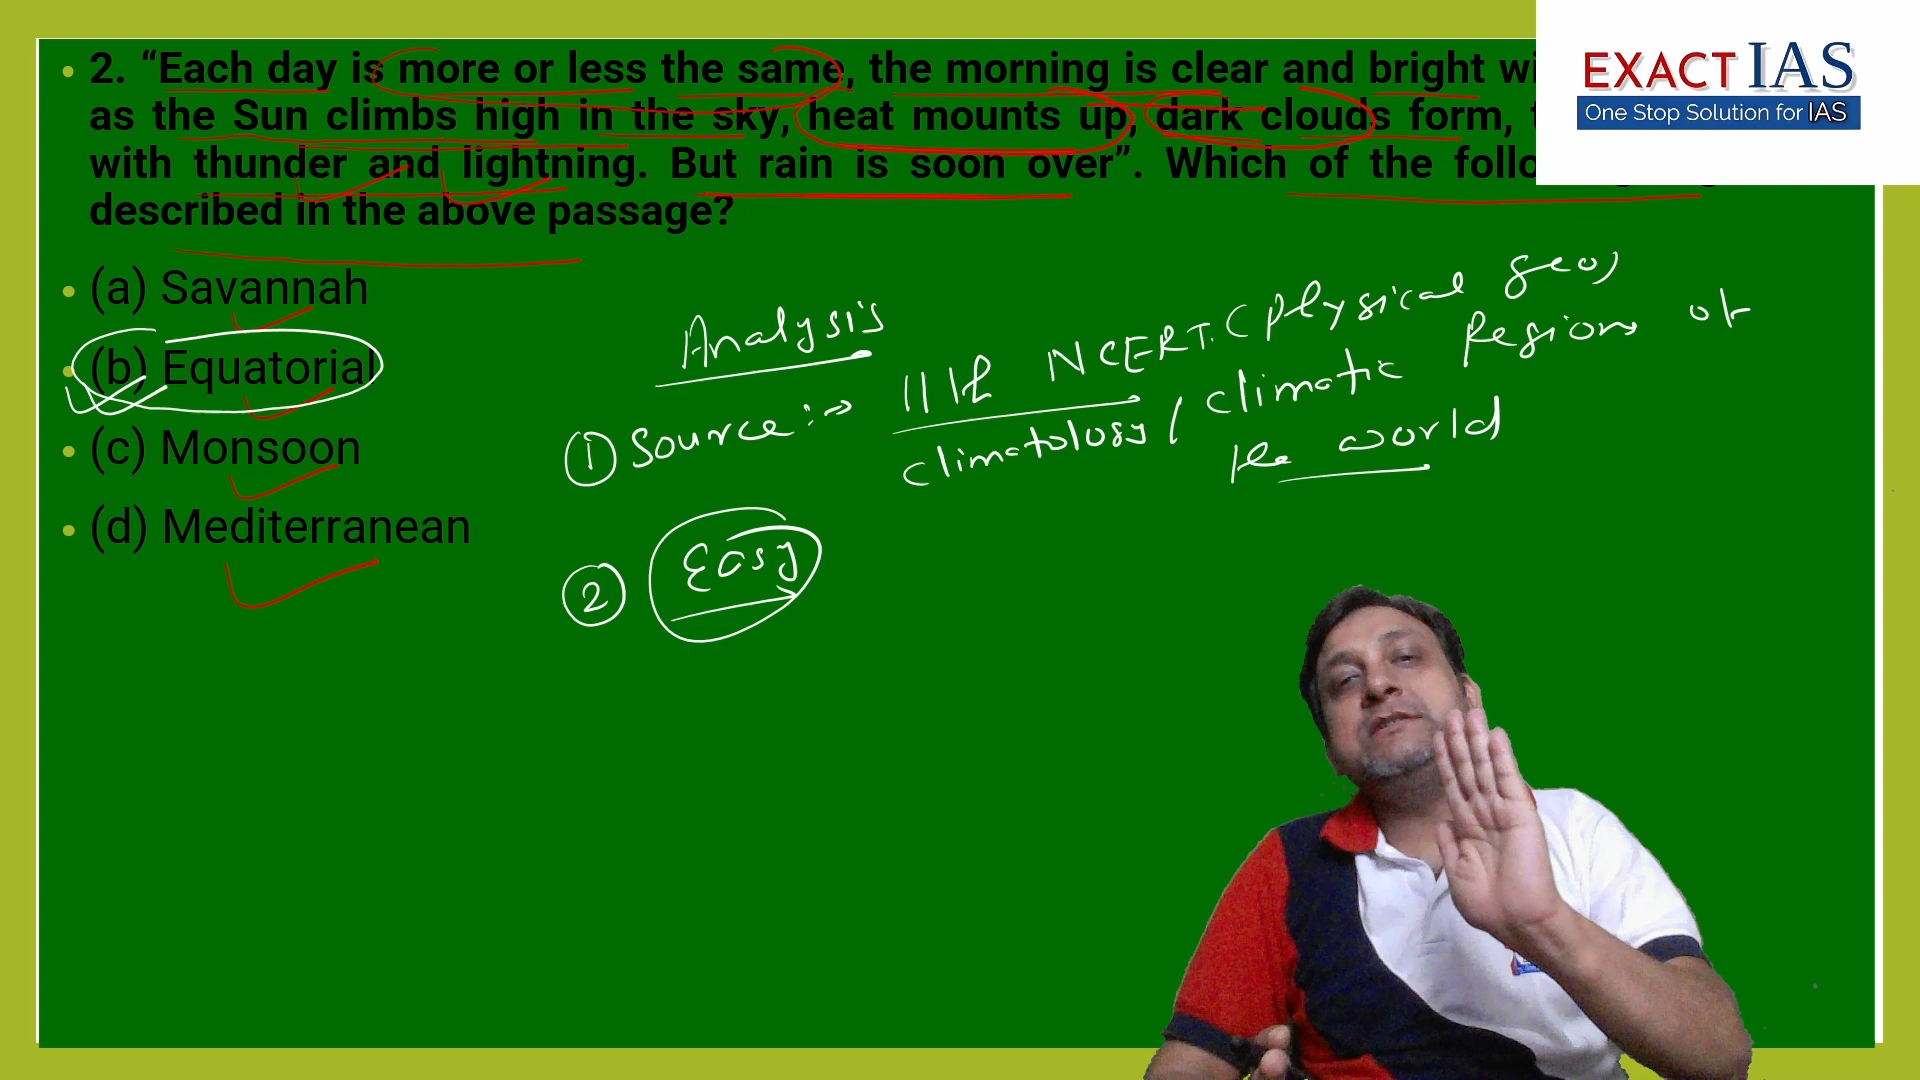 • 2. “Each day is more or less the same, the morning is clear and bright
as the Sun climbs high in the sky, heat mounts up, dark clouds form,
with thunder and lightning. But rain is soon over”. Which of the
described in the above passage?
• (a) Savannah
• (b) Equatorial
• (c) Monsoon
• (d) Mediterranean
EXACT IAS
One Stop Solution for IAS
Analysis
① Source :→ 11th NCERT. (physical geo)
climatology / climatic Regions of
the world
② Easy